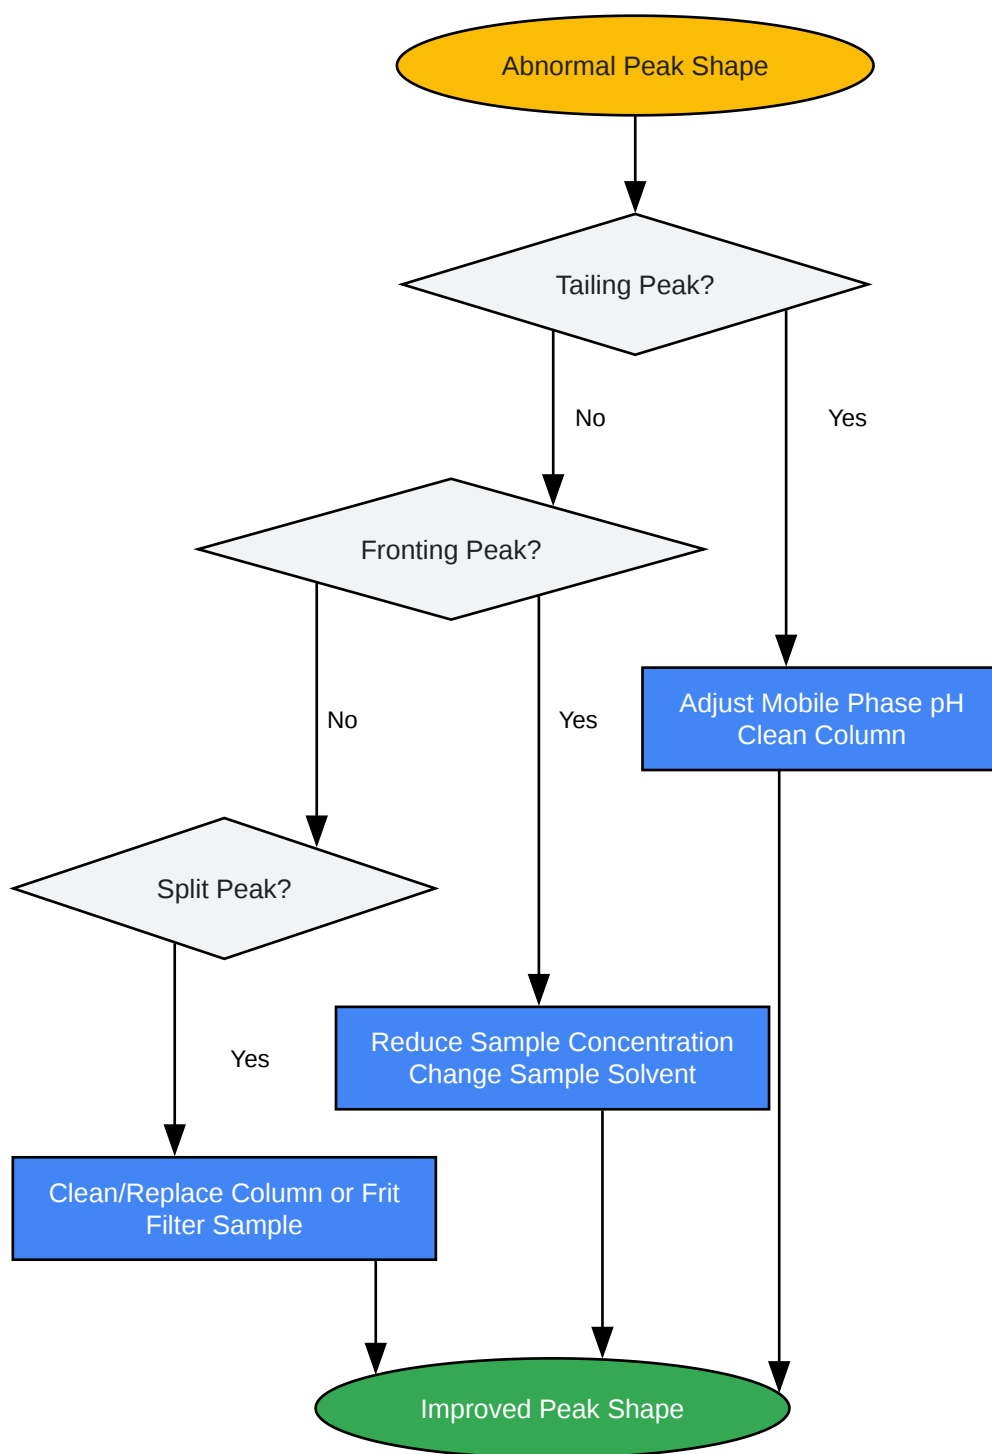 Abnormal Peak Shape
Tailing Peak?
No
Yes
Fronting Peak?
Adjust Mobile Phase pH
Clean Column
No
Yes
Split Peak?
Reduce Sample Concentration
Change Sample Solvent
Yes
Clean/Replace Column or Frit
Filter Sample
Improved Peak Shape